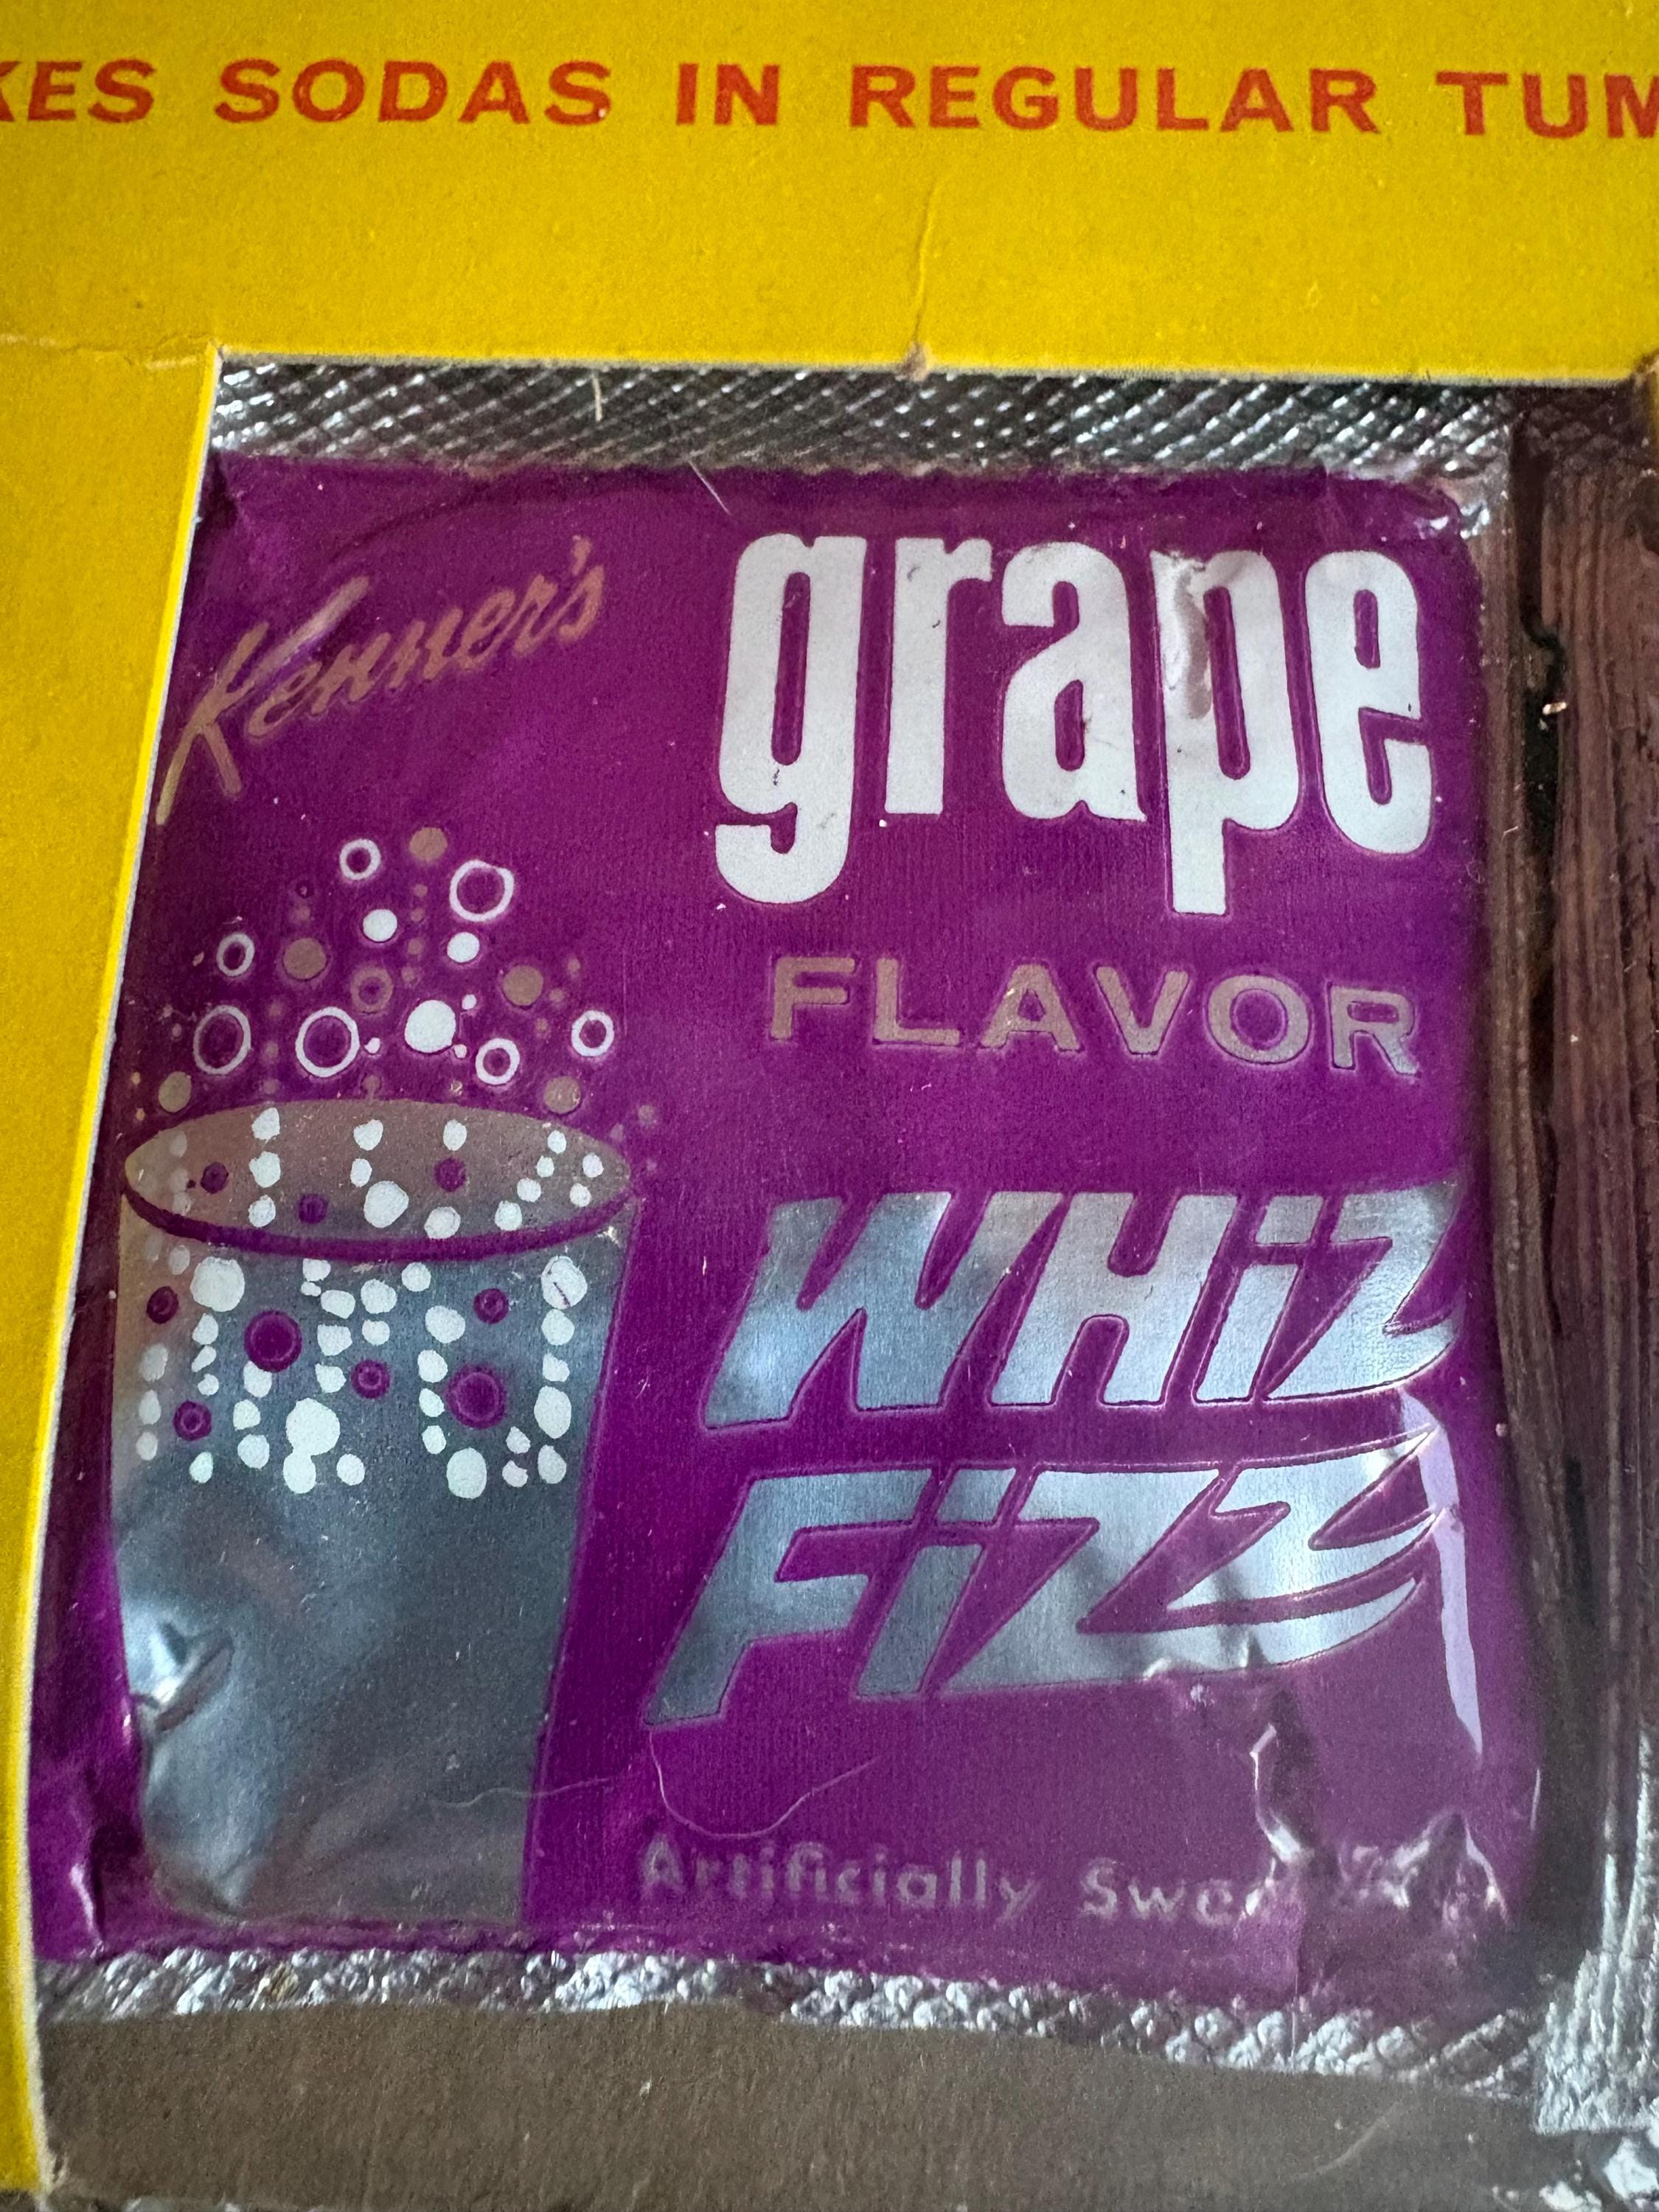 KES SODAS IN REGULAR TUM
Kenner's
grape
FLAVOR
WHiZ
FiZZ
Artificially